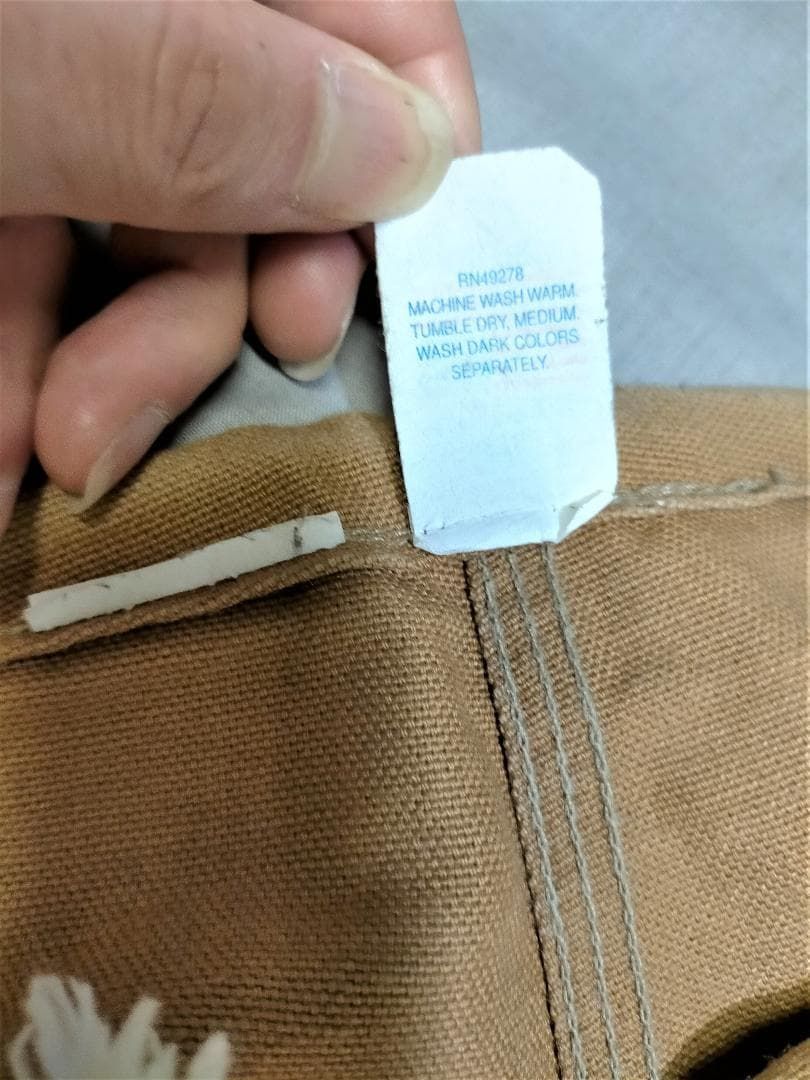 RN49278
MACHINE WASH WARM.
TUMBLE DRY, MEDIUM.
WASH DARK COLORS
SEPARATELY.